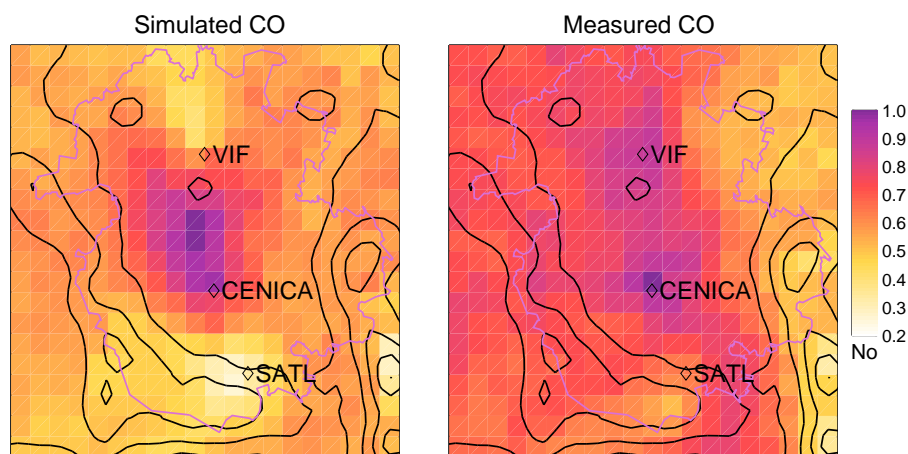 Simulated CO
Measured CO
VIF
CENICA
SATL
VIF
CENICA
SATL
1.0
0.9
0.8
0.7
0.6
0.5
0.4
0.3
0.2
No